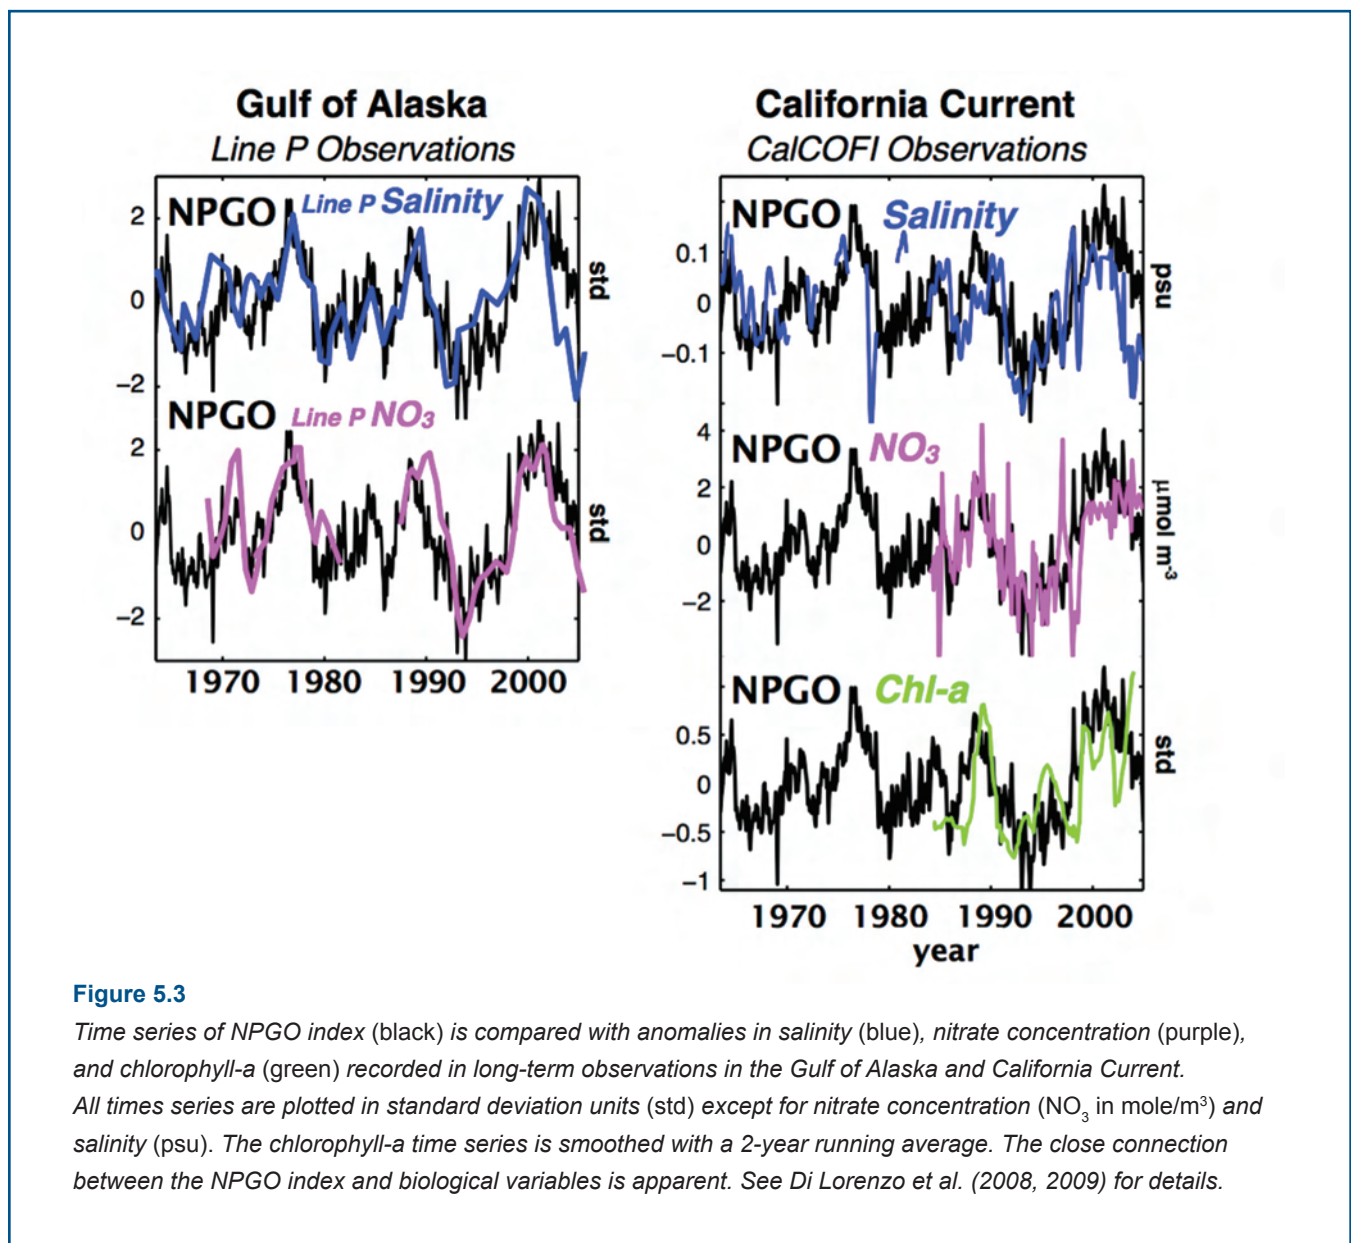 Gulf of Alaska
Line P Observations
NPGO Line P Salinity
2
0
−2
std
NPGO Line P NO3
2
0
−2
std
1970 1980 1990 2000
California Current
CalCOFI Observations
NPGO Salinity
0.1
0
−0.1
psu
NPGO NO3
4
2
0
−2
μmol m-3
NPGO Chl-a
0.5
0
−0.5
−1
std
1970 1980 1990 2000
year
Figure 5.3
Time series of NPGO index (black) is compared with anomalies in salinity (blue), nitrate concentration (purple),
and chlorophyll-a (green) recorded in long-term observations in the Gulf of Alaska and California Current.
All times series are plotted in standard deviation units (std) except for nitrate concentration (NO3 in mole/m³) and
salinity (psu). The chlorophyll-a time series is smoothed with a 2-year running average. The close connection
between the NPGO index and biological variables is apparent. See Di Lorenzo et al. (2008, 2009) for details.